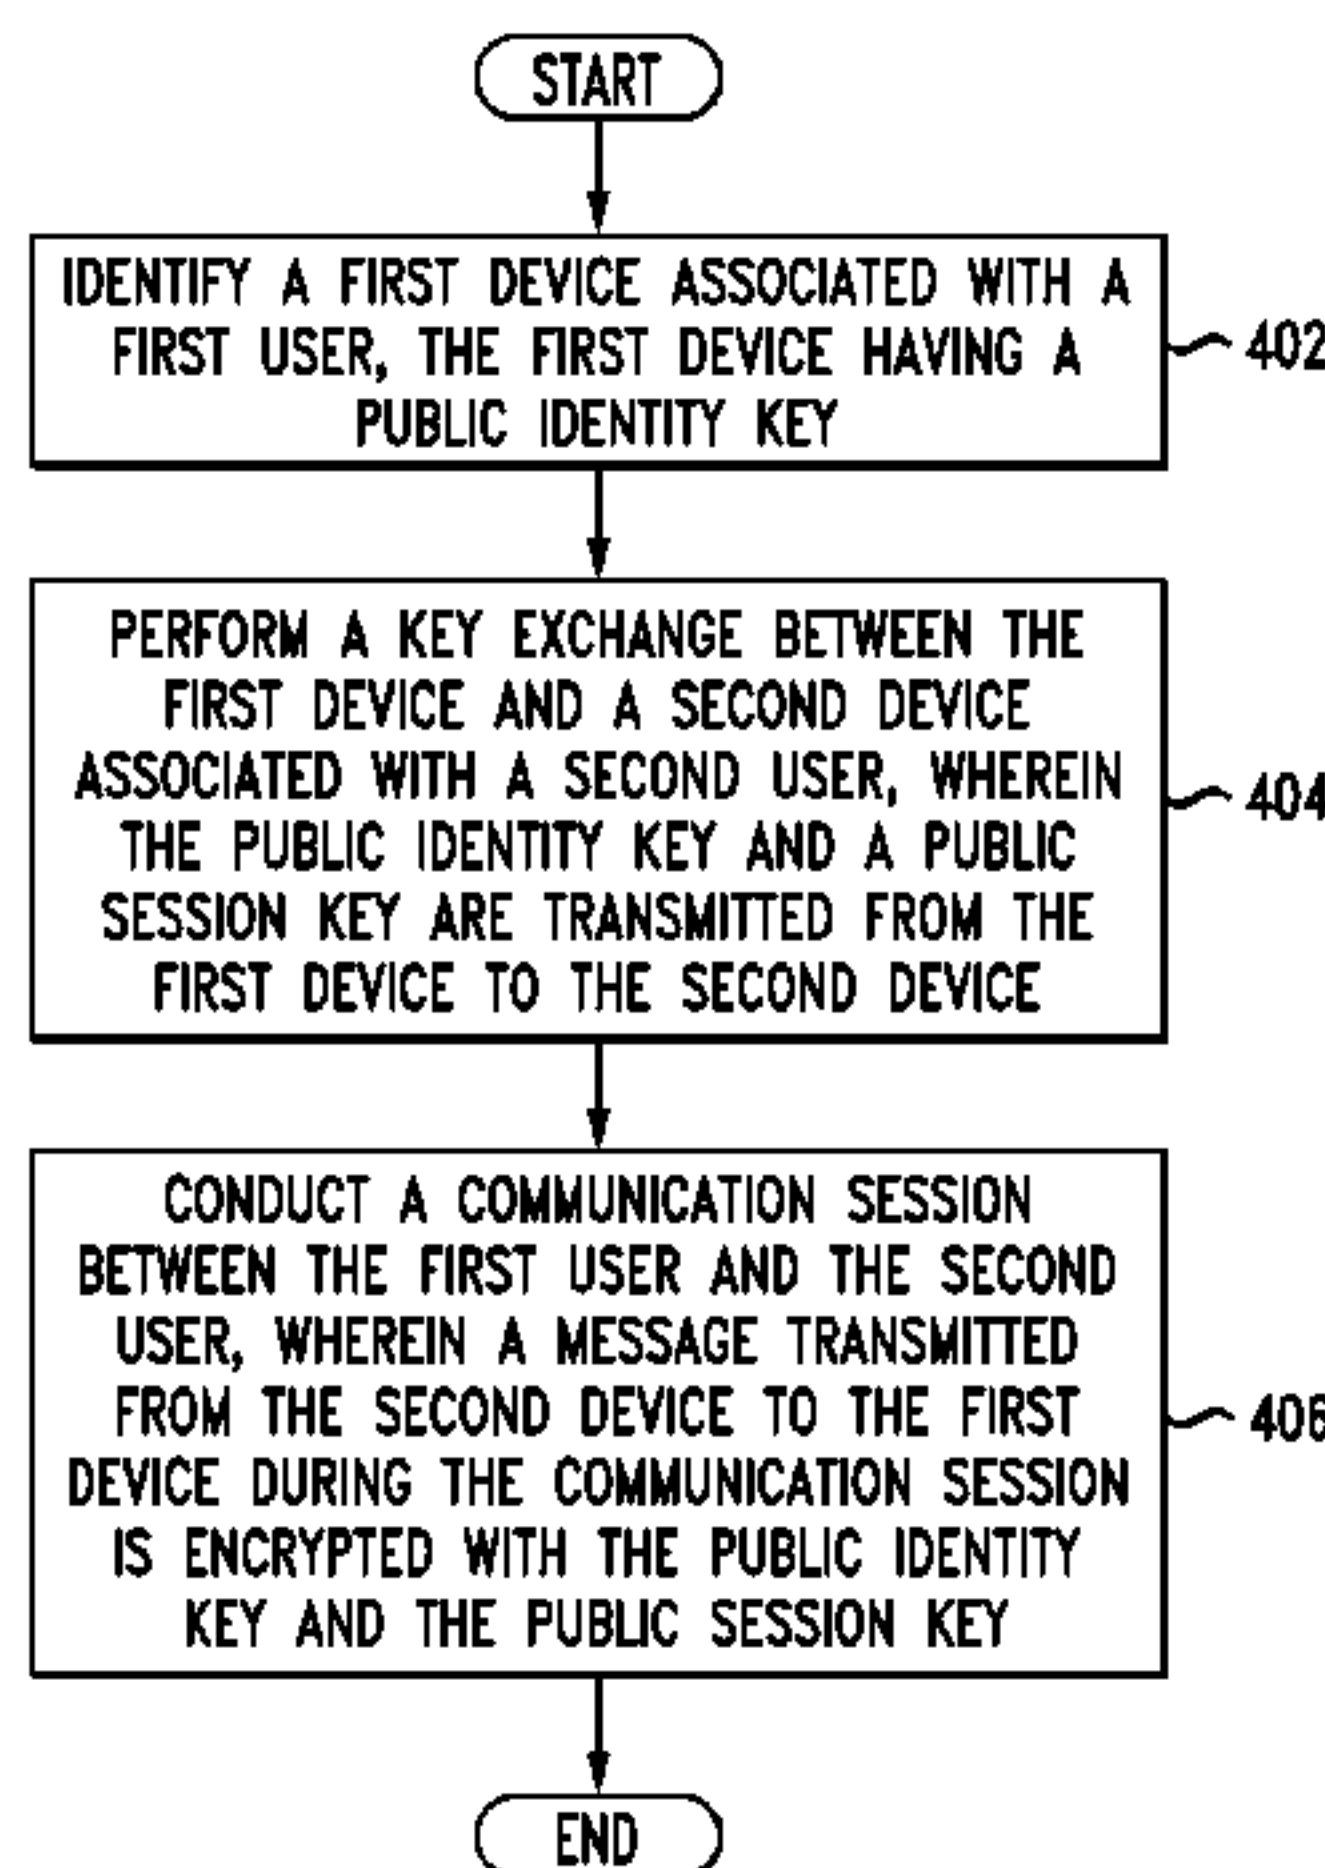 START
IDENTIFY A FIRST DEVICE ASSOCIATED WITH A
FIRST USER, THE FIRST DEVICE HAVING A
PUBLIC IDENTITY KEY
402
PERFORM A KEY EXCHANGE BETWEEN THE
FIRST DEVICE AND A SECOND DEVICE
ASSOCIATED WITH A SECOND USER, WHEREIN
THE PUBLIC IDENTITY KEY AND A PUBLIC
SESSION KEY ARE TRANSMITTED FROM THE
FIRST DEVICE TO THE SECOND DEVICE
404
CONDUCT A COMMUNICATION SESSION
BETWEEN THE FIRST USER AND THE SECOND
USER, WHEREIN A MESSAGE TRANSMITTED
FROM THE SECOND DEVICE TO THE FIRST
DEVICE DURING THE COMMUNICATION SESSION
IS ENCRYPTED WITH THE PUBLIC IDENTITY
KEY AND THE PUBLIC SESSION KEY
406
END